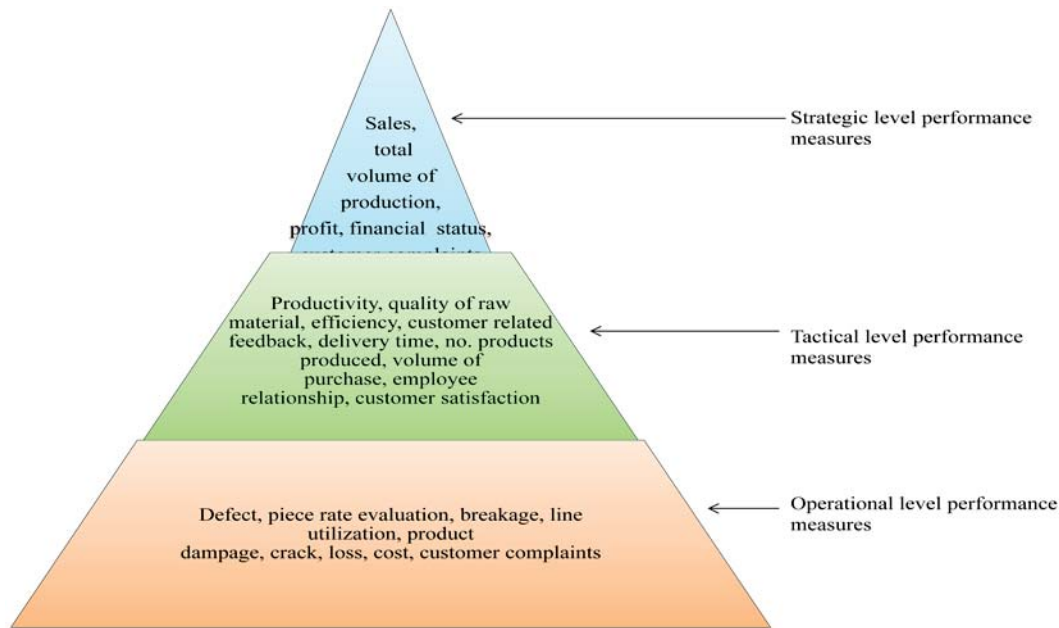 Sales,
total
volume of
production,
profit, financial status,
Strategic level performance
measures
Productivity, quality of raw
material, efficiency, customer related
feedback, delivery time, no. products
produced, volume of
purchase, employee
relationship, customer satisfaction
Tactical level performance
measures
Defect, piece rate evaluation, breakage, line
utilization, product
dampage, crack, loss, cost, customer complaints
Operational level performance
measures